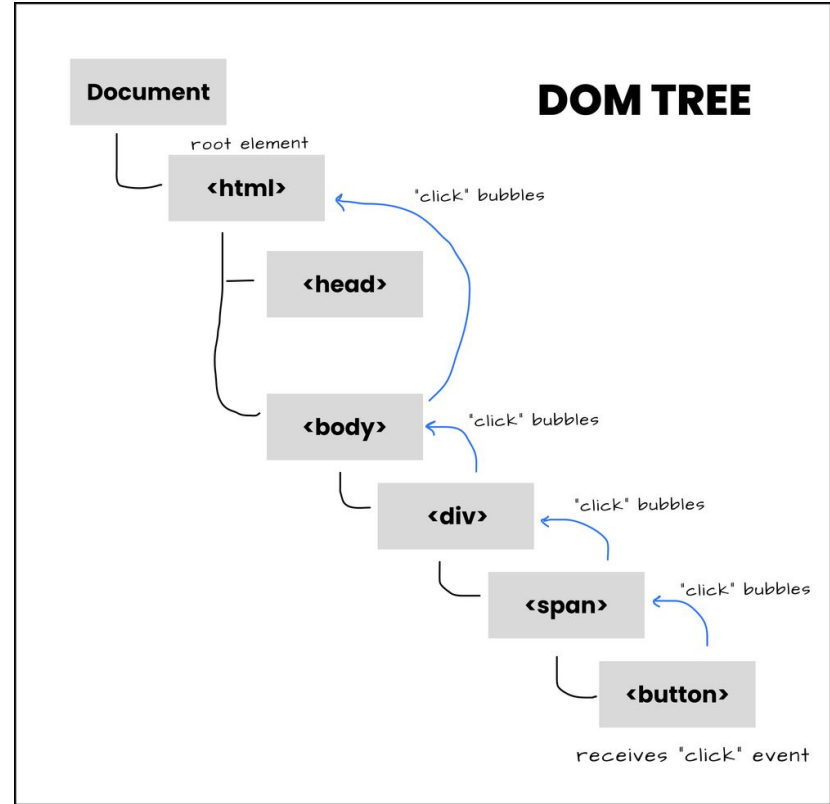 Document
DOM TREE
root element
<html>
"click" bubbles
<head>
<body>
"click" bubbles
<div>
"click" bubbles
<span>
"click" bubbles
<button>
receives "click" event